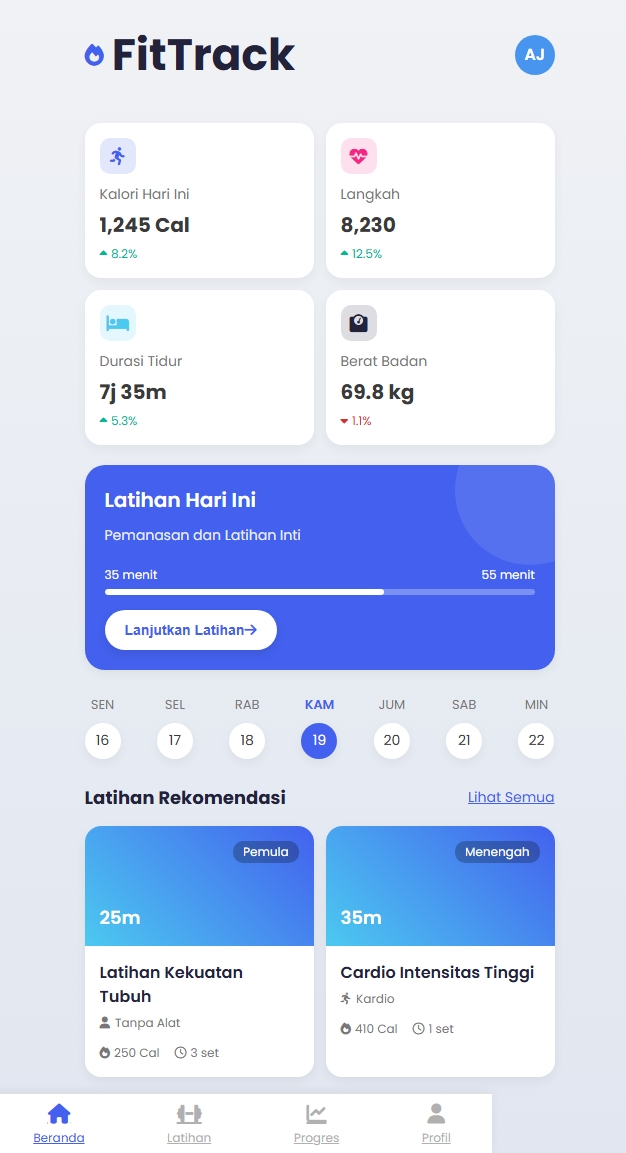 FitTrack
AJ
Kalori Hari Ini
1,245 Cal
8.2%
Langkah
8,230
12.5%
Durasi Tidur
7j 35m
5.3%
Berat Badan
69.8 kg
1.1%
Latihan Hari Ini
Pemanasan dan Latihan Inti
35 menit 55 menit
Lanjutkan Latihan→
SEN SEL RAB KAM JUM SAB MIN
16 17 18 19 20 21 22
Latihan Rekomendasi Lihat Semua
Pemula
25m
Latihan Kekuatan
Tubuh
Tanpa Alat
250 Cal 3 set
Menengah
35m
Cardio Intensitas Tinggi
Kardio
410 Cal 1 set
Beranda Latihan Progres Profil